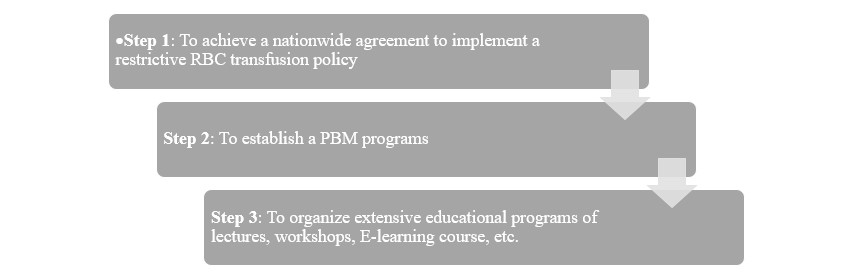 •Step 1: To achieve a nationwide agreement to implement a
restrictive RBC transfusion policy
Step 2: To establish a PBM programs
Step 3: To organize extensive educational programs of
lectures, workshops, E-learning course, etc.